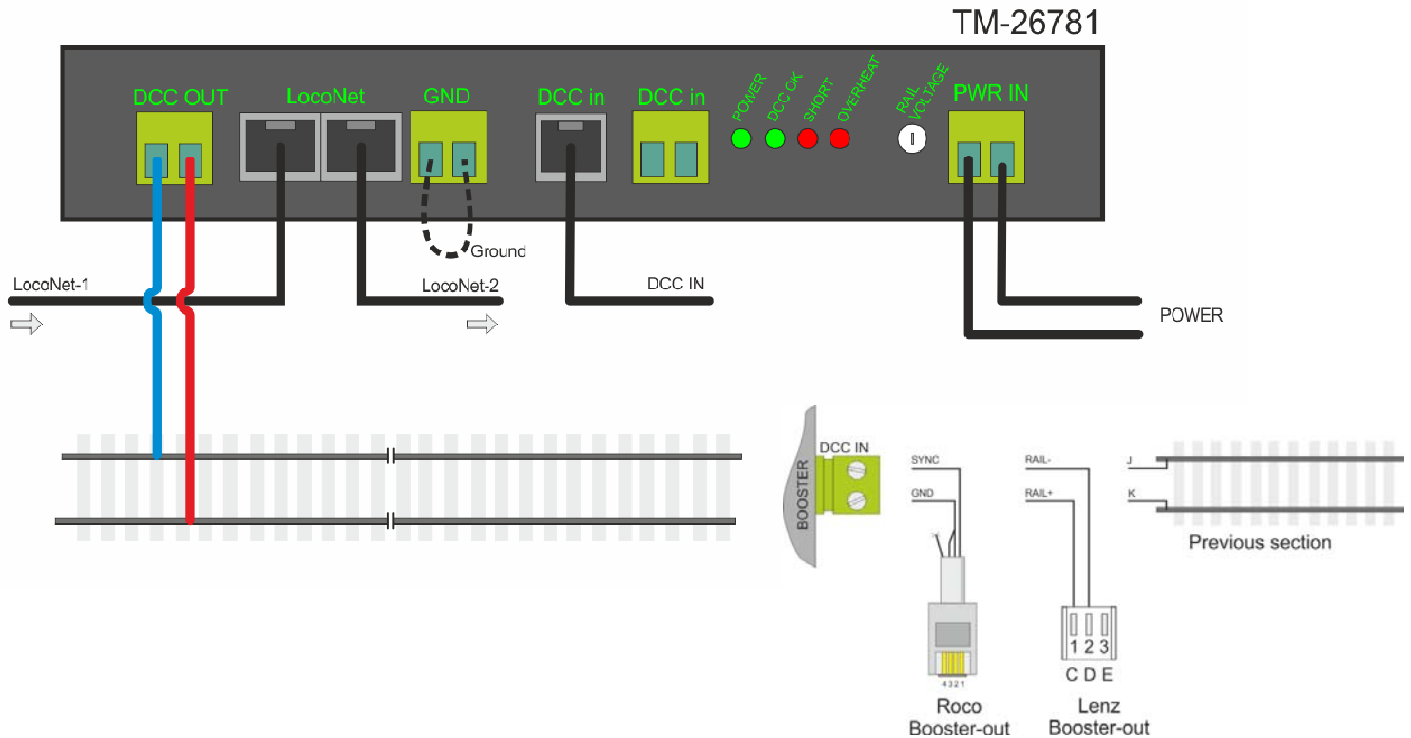 TM-26781
DCC OUT
LocoNet
GND
DCC in
DCC in
POWER
DCC OK
SHORT
OVERHEAT
RAIL
VOLTAGE
PWR IN
Ground
LocoNet-1
LocoNet-2
DCC IN
POWER
BOOSTER
DCC IN
SYNC
GND
RAIL-
RAIL+
J
K
Previous section
1 2 3
4321
C D E
Roco
Booster-out
Lenz
Booster-out